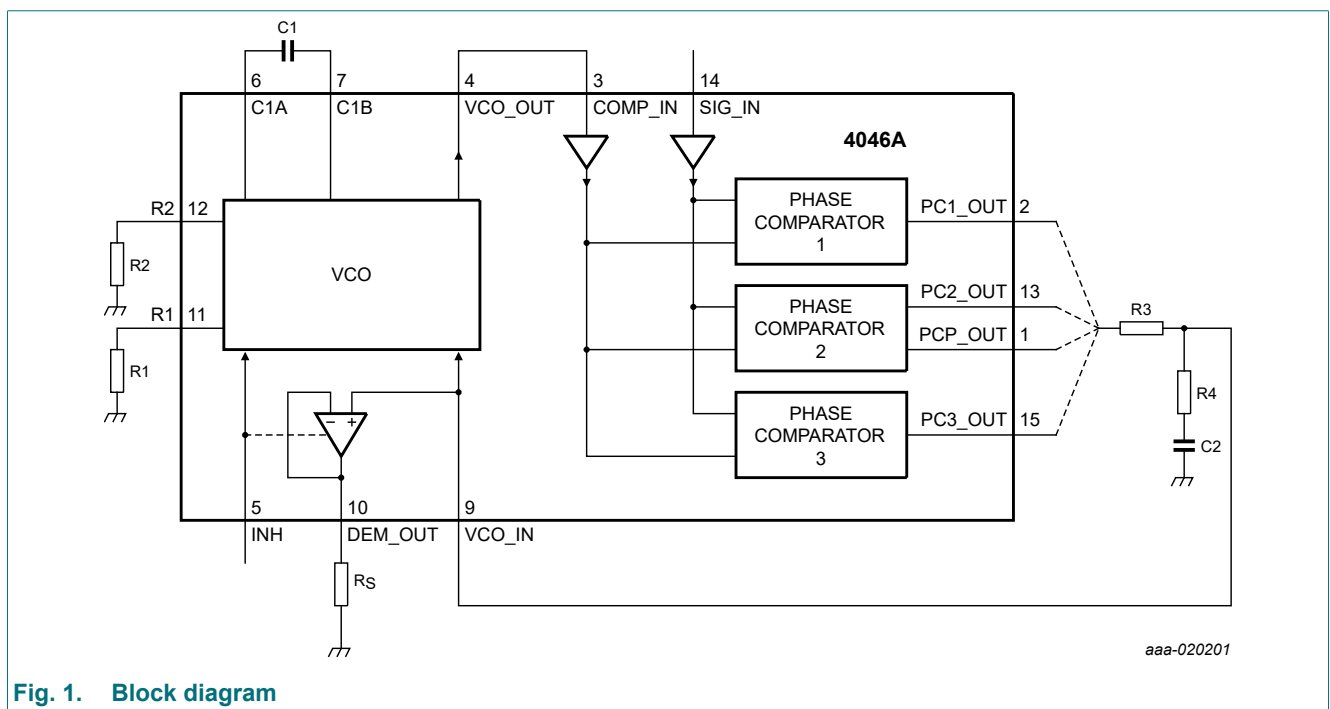 C1
6 7 4 3 14
C1A C1B VCO_OUT COMP_IN SIG_IN
4046A
R2 12
R2
R1 11
R1
VCO
PHASE
COMPARATOR
1
PC1_OUT 2
PHASE
COMPARATOR
2
PC2_OUT 13
PCP_OUT 1
PHASE
COMPARATOR
3
PC3_OUT 15
R3
R4
C2
− +
5 10 9
INH DEM_OUT VCO_IN
RS
aaa-020201
Fig. 1. Block diagram